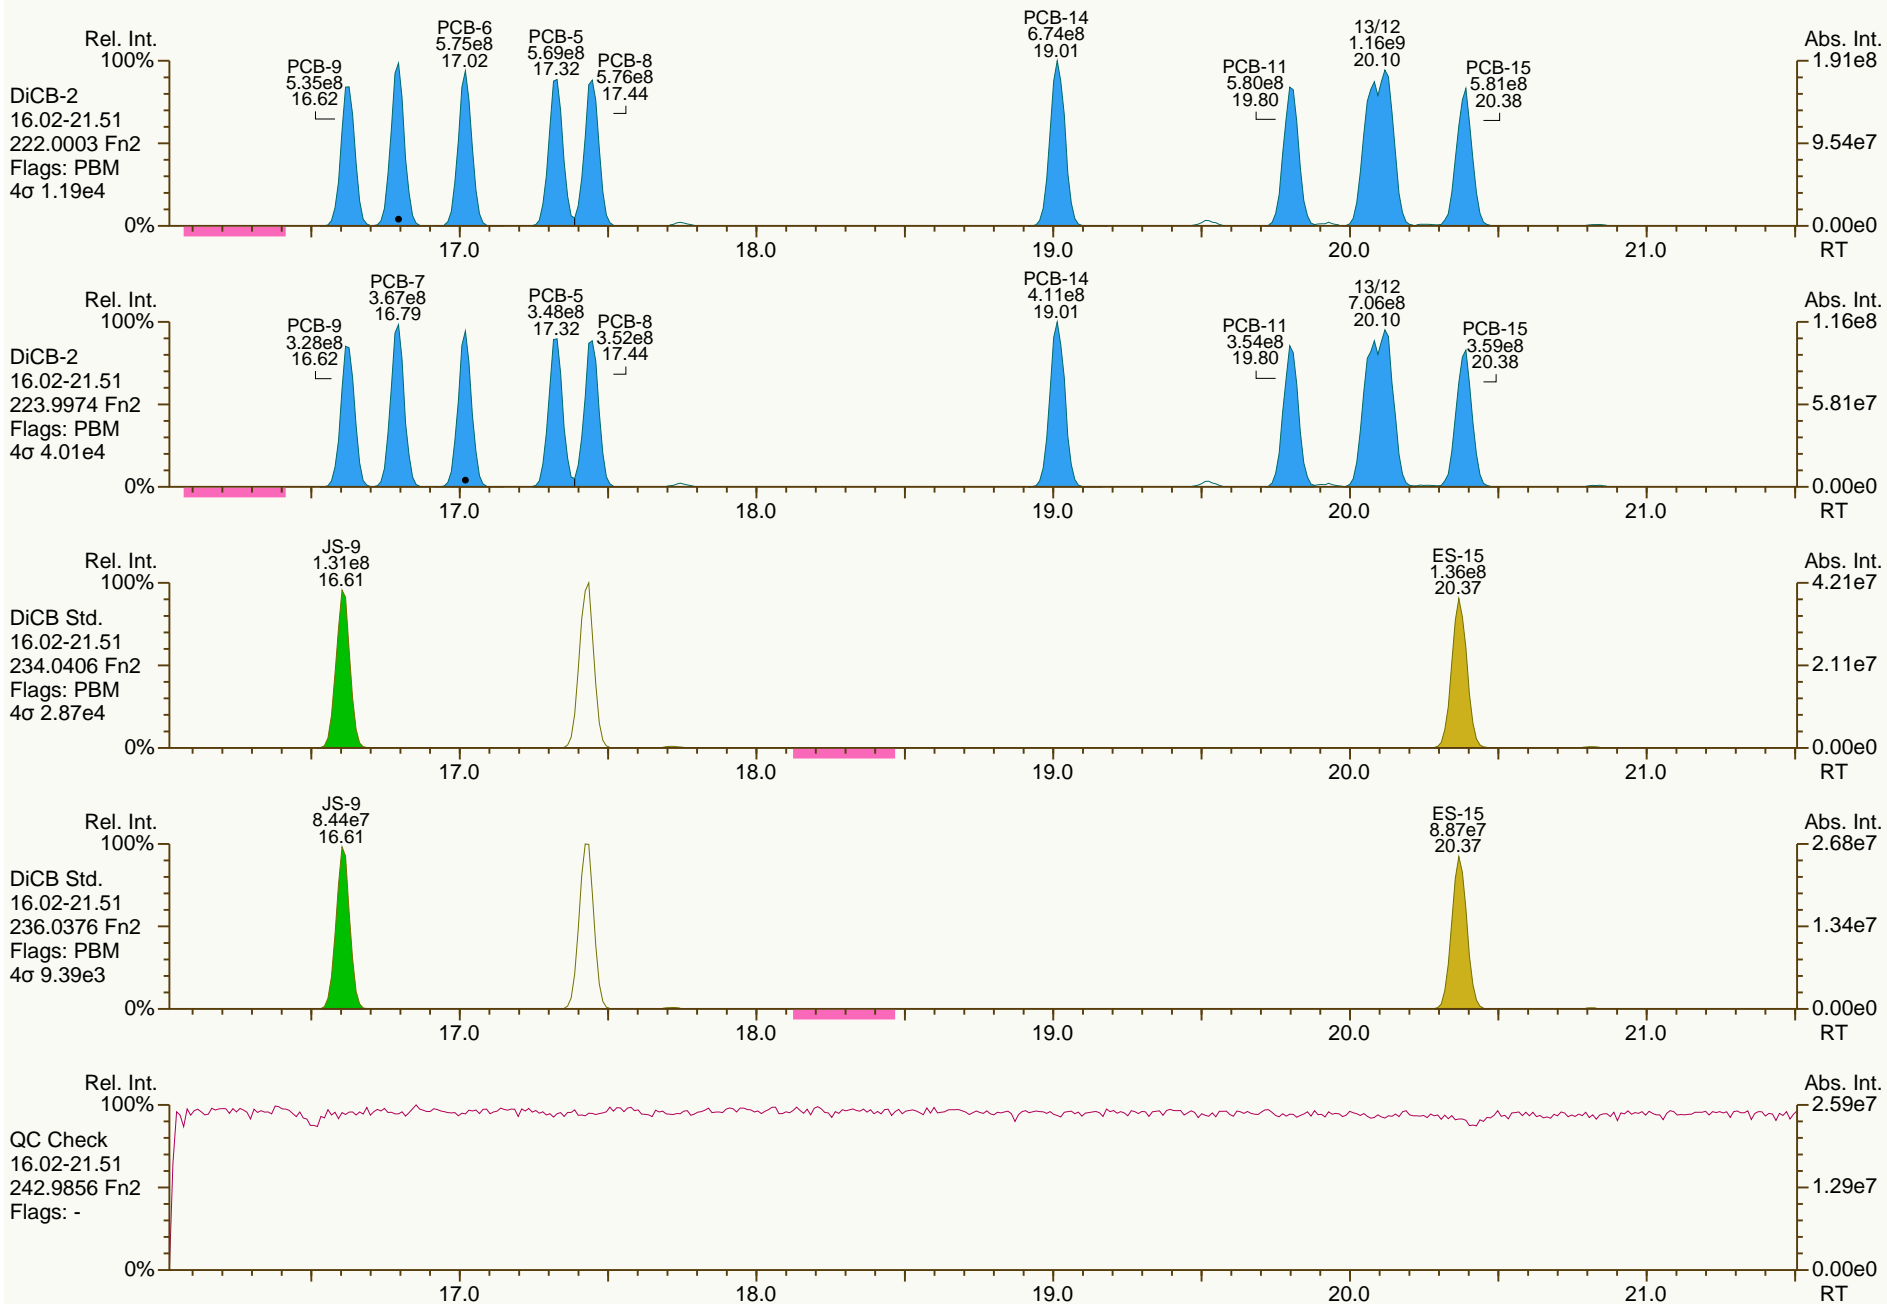 Rel. Int.
100%
0%
DiCB-2
16.02-21.51
222.0003 Fn2
Flags: PBM
4σ 1.19e4
PCB-9
5.35e8
16.62
PCB-6
5.75e8
17.02
PCB-5
5.69e8
17.32
PCB-8
5.76e8
17.44
PCB-14
6.74e8
19.01
PCB-11
5.80e8
19.80
13/12
1.16e9
20.10
PCB-15
5.81e8
20.38
Abs. Int.
1.91e8
9.54e7
0.00e0
17.0 18.0 19.0 20.0 21.0 RT
Rel. Int.
100%
0%
DiCB-2
16.02-21.51
223.9974 Fn2
Flags: PBM
4σ 4.01e4
PCB-9
3.28e8
16.62
PCB-7
3.67e8
16.79
PCB-5
3.48e8
17.32
PCB-8
3.52e8
17.44
PCB-14
4.11e8
19.01
PCB-11
3.54e8
19.80
13/12
7.06e8
20.10
PCB-15
3.59e8
20.38
Abs. Int.
1.16e8
5.81e7
0.00e0
17.0 18.0 19.0 20.0 21.0 RT
Rel. Int.
100%
0%
DiCB Std.
16.02-21.51
234.0406 Fn2
Flags: PBM
4σ 2.87e4
JS-9
1.31e8
16.61
ES-15
1.36e8
20.37
Abs. Int.
4.21e7
2.11e7
0.00e0
17.0 18.0 19.0 20.0 21.0 RT
Rel. Int.
100%
0%
DiCB Std.
16.02-21.51
236.0376 Fn2
Flags: PBM
4σ 9.39e3
JS-9
8.44e7
16.61
ES-15
8.87e7
20.37
Abs. Int.
2.68e7
1.34e7
0.00e0
17.0 18.0 19.0 20.0 21.0 RT
Rel. Int.
100%
0%
QC Check
16.02-21.51
242.9856 Fn2
Flags: -
Abs. Int.
2.59e7
1.29e7
0.00e0
17.0 18.0 19.0 20.0 21.0 RT